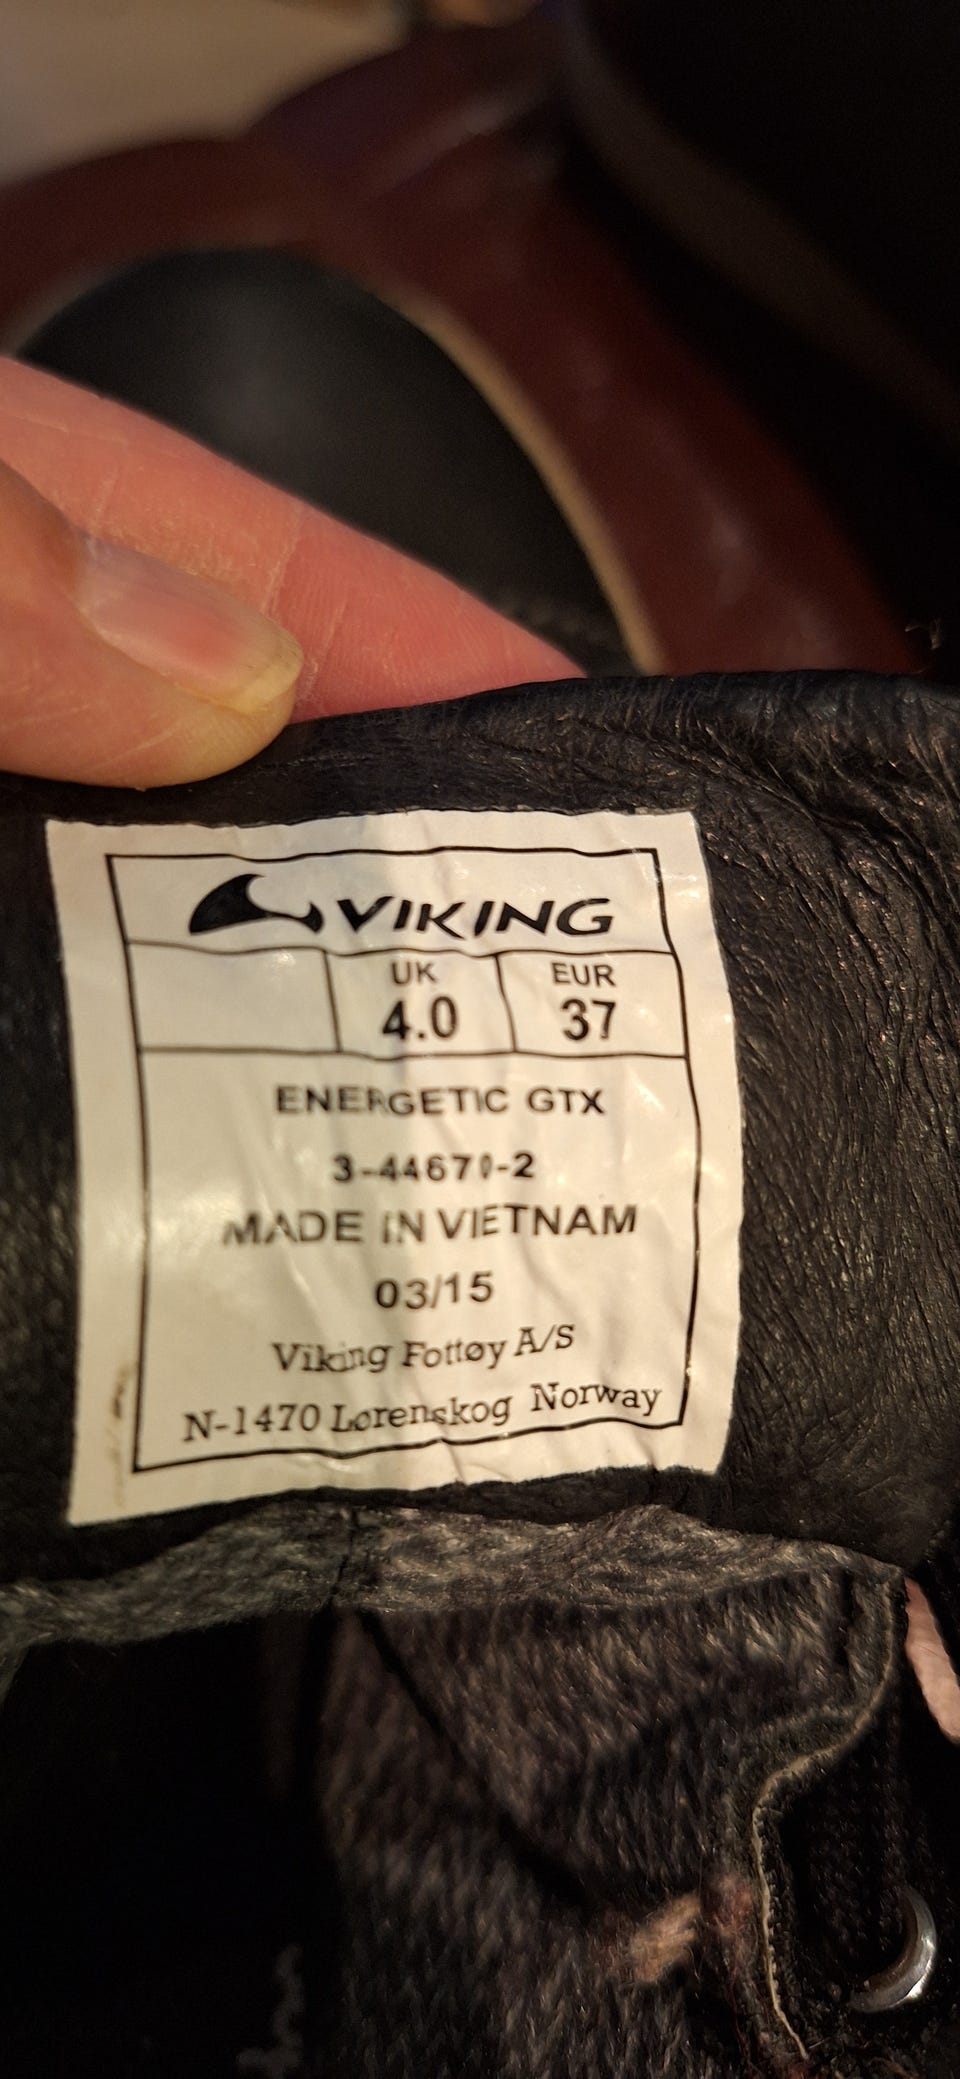 VIKING
UK EUR
4.0 37
ENERGETIC GTX
3-44670-2
MADE IN VIETNAM
03/15
Viking Fottøy A/S
N-1470 Lørenskog Norway